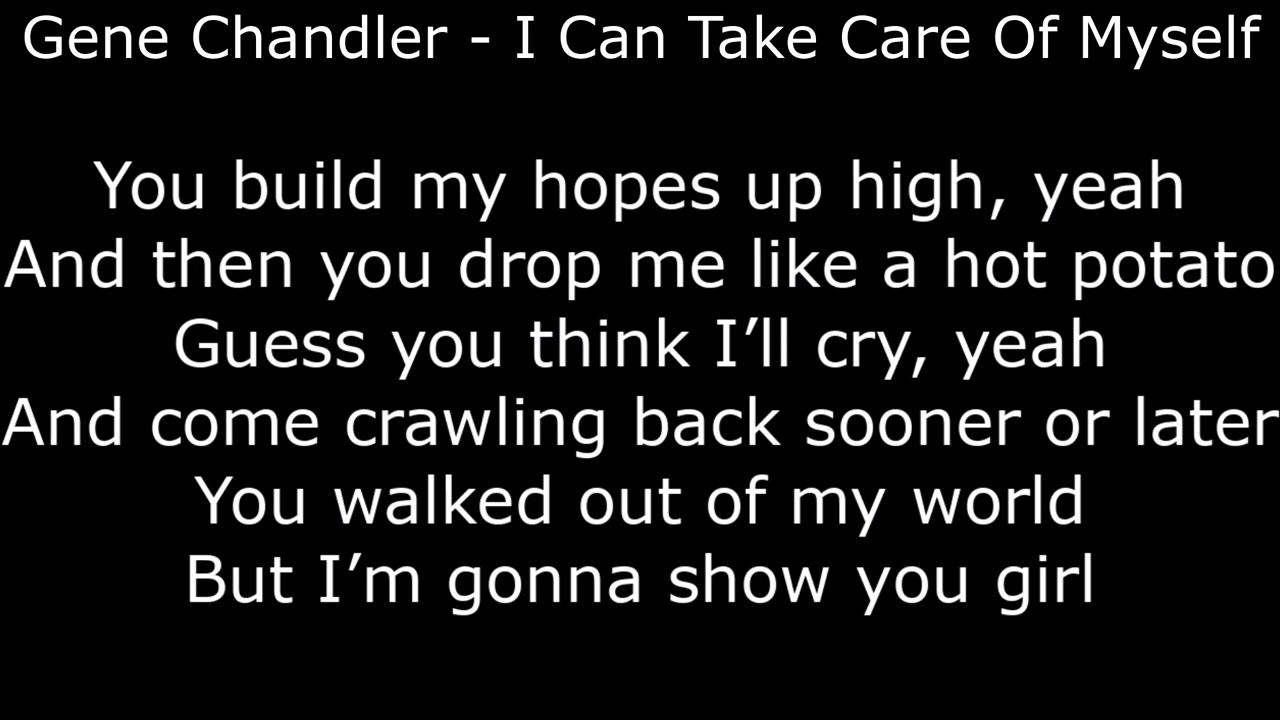 Gene Chandler - I Can Take Care Of Myself
You build my hopes up high, yeah
And then you drop me like a hot potato
Guess you think I’ll cry, yeah
And come crawling back sooner or later
You walked out of my world
But I’m gonna show you girl